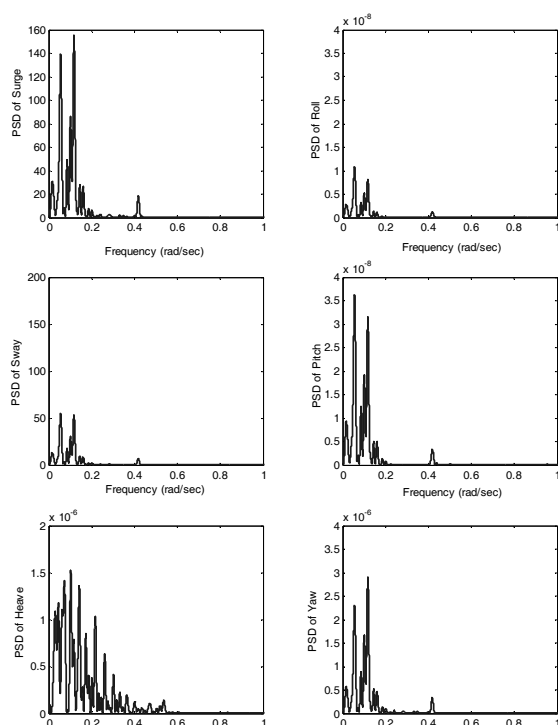 PSD of Surge
160
140
120
100
80
60
40
20
0
0 0.2 0.4 0.6 0.8 1
Frequency (rad/sec)
x 10⁻⁸
PSD of Roll
4
3.5
3
2.5
2
1.5
1
0.5
0
0 0.2 0.4 0.6 0.8 1
Frequency (rad/sec)
PSD of Sway
200
150
100
50
0
0 0.2 0.4 0.6 0.8 1
Frequency (rad/sec)
x 10⁻⁸
PSD of Pitch
4
3.5
3
2.5
2
1.5
1
0.5
0
0 0.2 0.4 0.6 0.8 1
Frequency (rad/sec)
x 10⁻⁶
PSD of Heave
2
1.5
1
0.5
0
0 0.2 0.4 0.6 0.8 1
x 10⁻⁶
PSD of Yaw
4
3.5
3
2.5
2
1.5
1
0.5
0
0 0.2 0.4 0.6 0.8 1